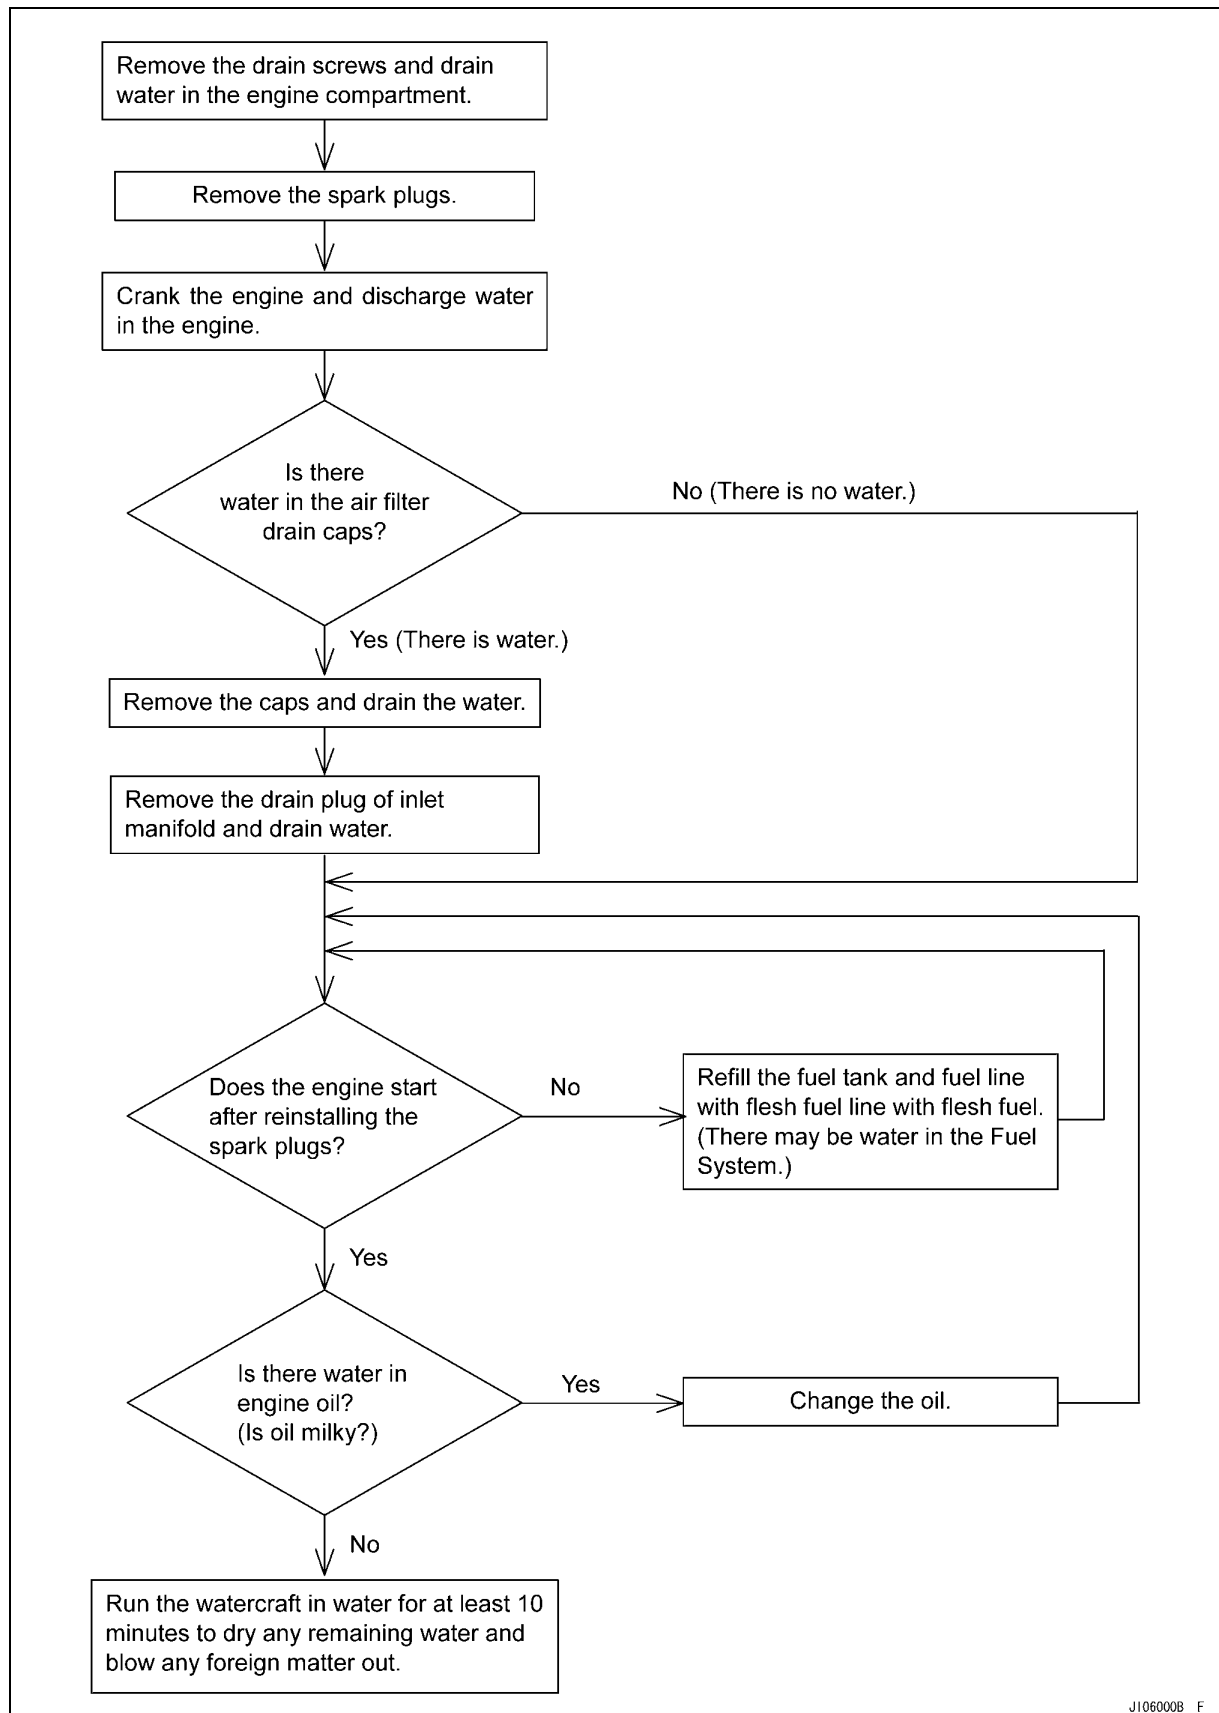 Remove the drain screws and drain
water in the engine compartment.
Remove the spark plugs.
Crank the engine and discharge water
in the engine.
Is there
water in the air filter
drain caps?
No (There is no water.)
Yes (There is water.)
Remove the caps and drain the water.
Remove the drain plug of inlet
manifold and drain water.
Does the engine start
after reinstalling the
spark plugs?
No
Refill the fuel tank and fuel line
with flesh fuel line with flesh fuel.
(There may be water in the Fuel
System.)
Yes
Is there water in
engine oil?
(Is oil milky?)
Yes
Change the oil.
No
Run the watercraft in water for at least 10
minutes to dry any remaining water and
blow any foreign matter out.
JI06000B F